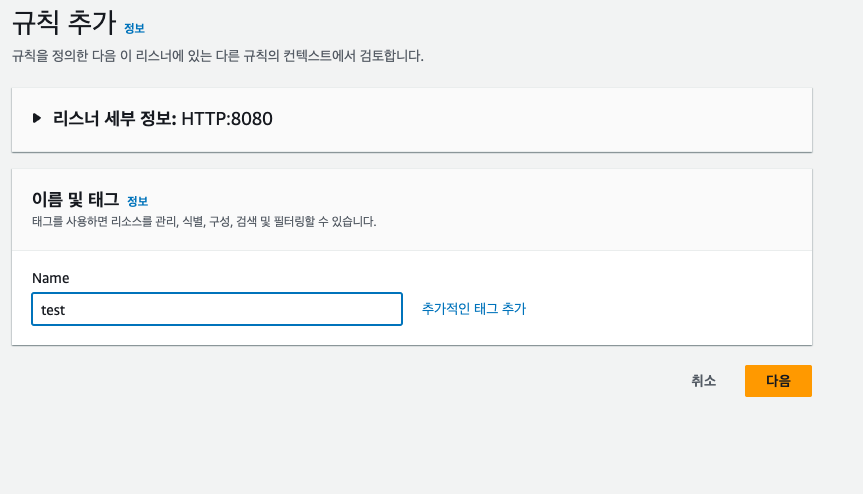 규칙 추가 정보
규칙을 정의한 다음 이 리스너에 있는 다른 규칙의 컨텍스트에서 검토합니다.
리스너 세부 정보: HTTP:8080
이름 및 태그 정보
태그를 사용하면 리소스를 관리, 식별, 구성, 검색 및 필터링할 수 있습니다.
Name
test 추가적인 태그 추가
취소 다음